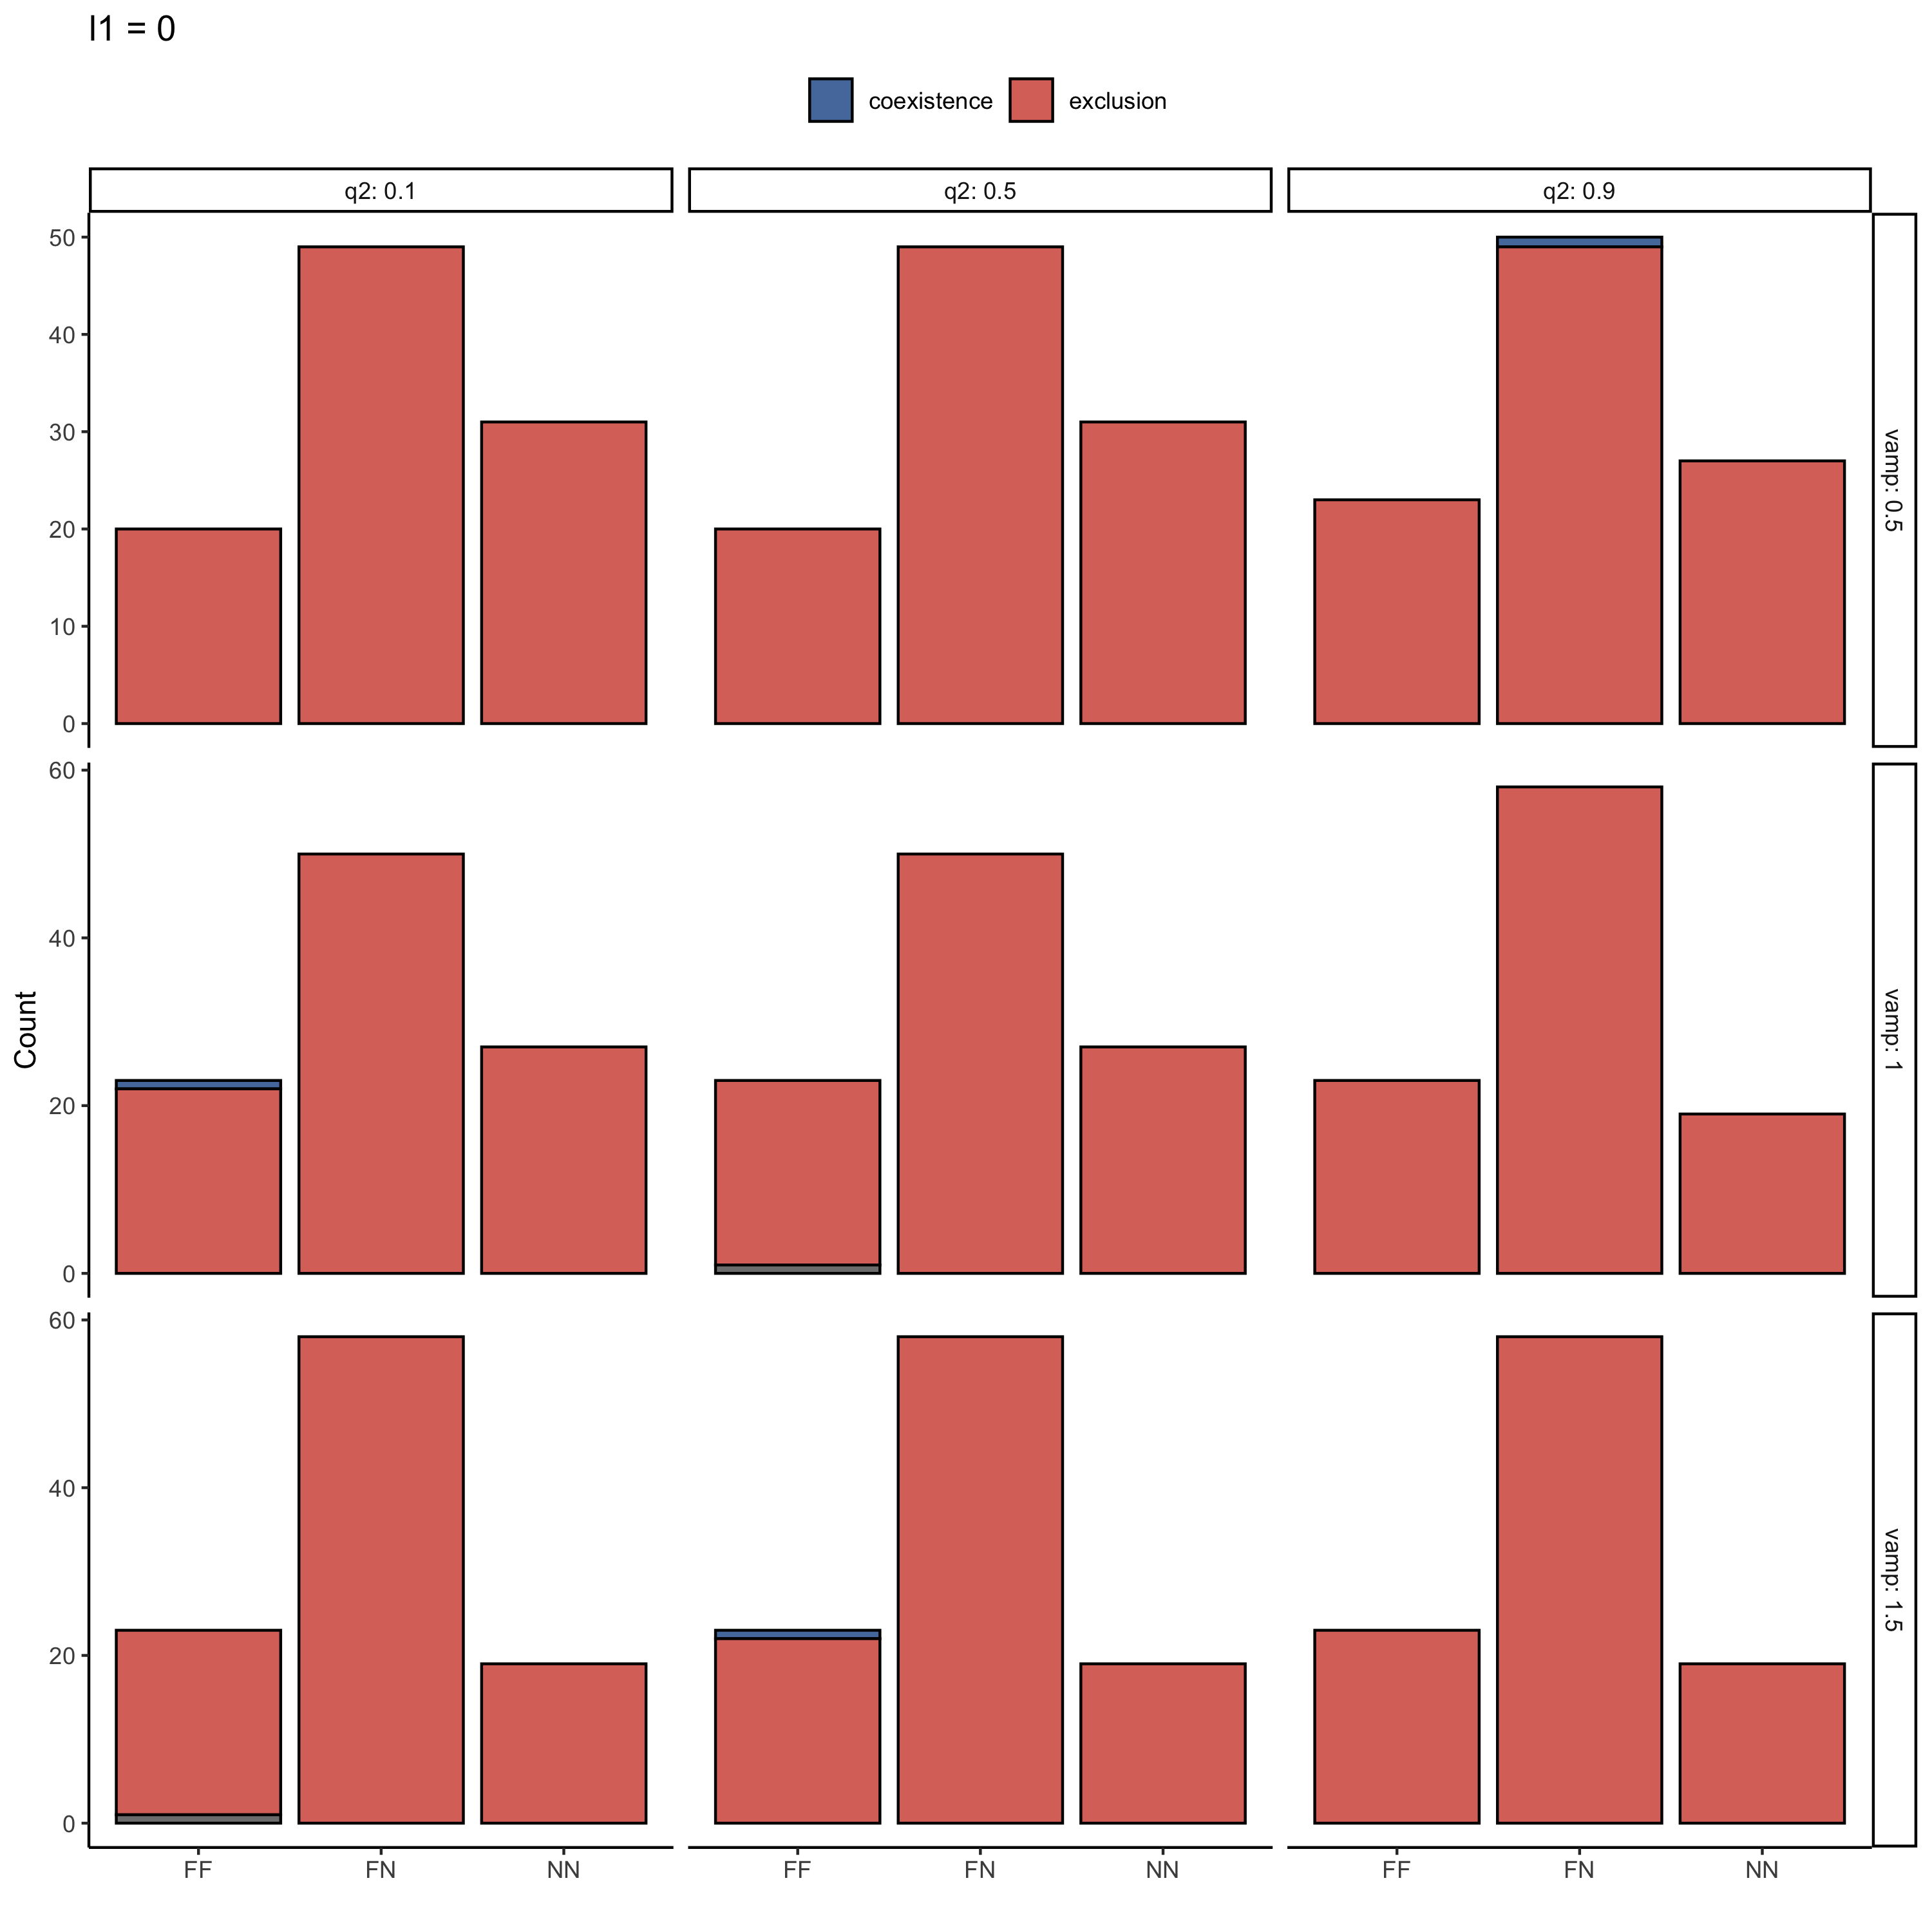 l1 = 0
coexistence exclusion
q2: 0.1 q2: 0.5 q2: 0.9
50
40
30
20
10
0
vamp: 0.5
60
40
20
0
vamp: 1
Count
60
40
20
0
vamp: 1.5
FF FN NN FF FN NN FF FN NN